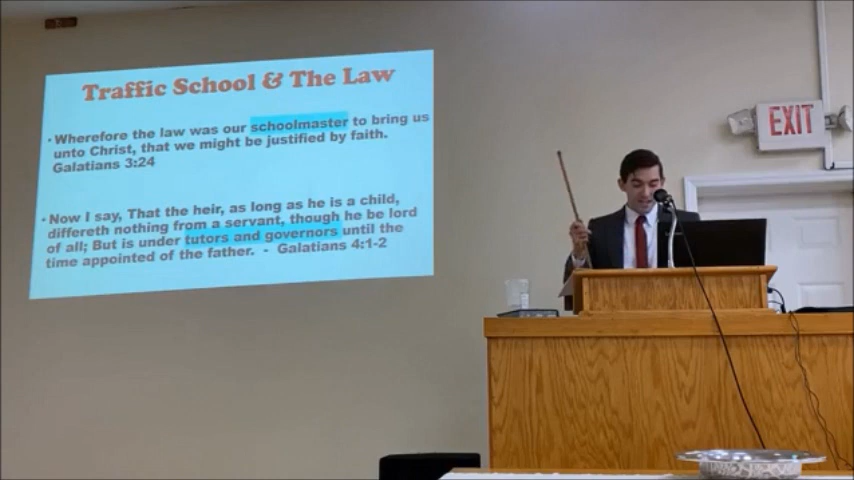 Traffic School & The Law
• Wherefore the law was our schoolmaster to bring us
unto Christ, that we might be justified by faith.
Galatians 3:24
• Now I say, That the heir, as long as he is a child,
differeth nothing from a servant, though he be lord
of all; But is under tutors and governors until the
time appointed of the father. - Galatians 4:1-2
EXIT